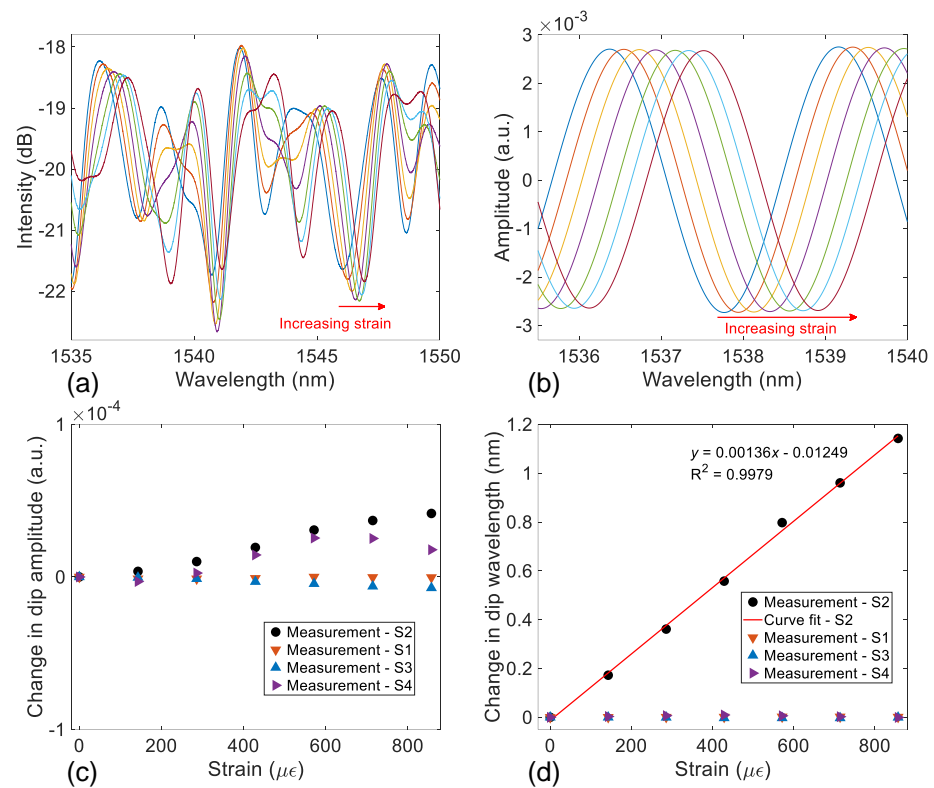 -18
-19
-20
-21
-22
Intensity (dB)
1535
1540
1545
1550
Wavelength (nm)
Increasing strain
(a)
×10⁻³
3
2
1
0
-1
-2
-3
Amplitude (a.u.)
1536
1537
1538
1539
1540
Wavelength (nm)
Increasing strain
(b)
×10⁻⁴
1
0
-1
Change in dip amplitude (a.u.)
Measurement - S2
Measurement - S1
Measurement - S3
Measurement - S4
0
200
400
600
800
Strain (μϵ)
(c)
1.2
1
0.8
0.6
0.4
0.2
0
Change in dip wavelength (nm)
y = 0.00136x - 0.01249
R² = 0.9979
Measurement - S2
Curve fit - S2
Measurement - S1
Measurement - S3
Measurement - S4
0
200
400
600
800
Strain (μϵ)
(d)